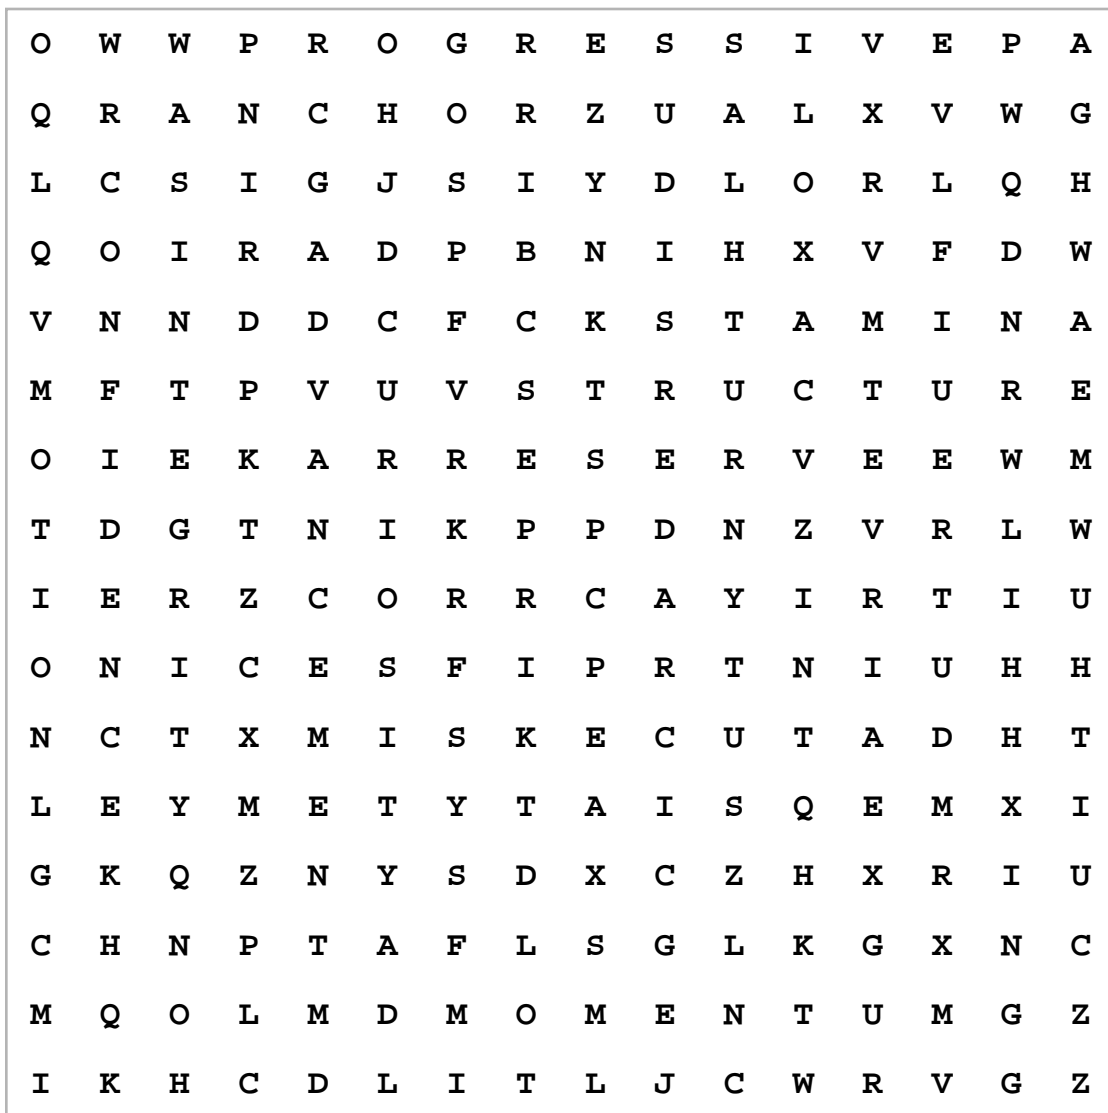 O W W P R O G R E S S I V E P A
Q R A N C H O R Z U A L X V W G
L C S I G J S I Y D L O R L Q H
Q O I R A D P B N I H X V F D W
V N N D D C F C K S T A M I N A
M F T P V U V S T R U C T U R E
O I E K A R R E S E R V E E W M
T D G T N I K P P D N Z V R L W
I E R Z C O R R C A Y I R T I U
O N I C E S F I P R T N I U H H
N C T X M I S K E C U T A D H T
L E Y M E T Y T A I S Q E M X I
G K Q Z N Y S D X C Z H X R I U
C H N P T A F L S G L K G X N C
M Q O L M D M O M E N T U M G Z
I K H C D L I T L J C W R V G Z